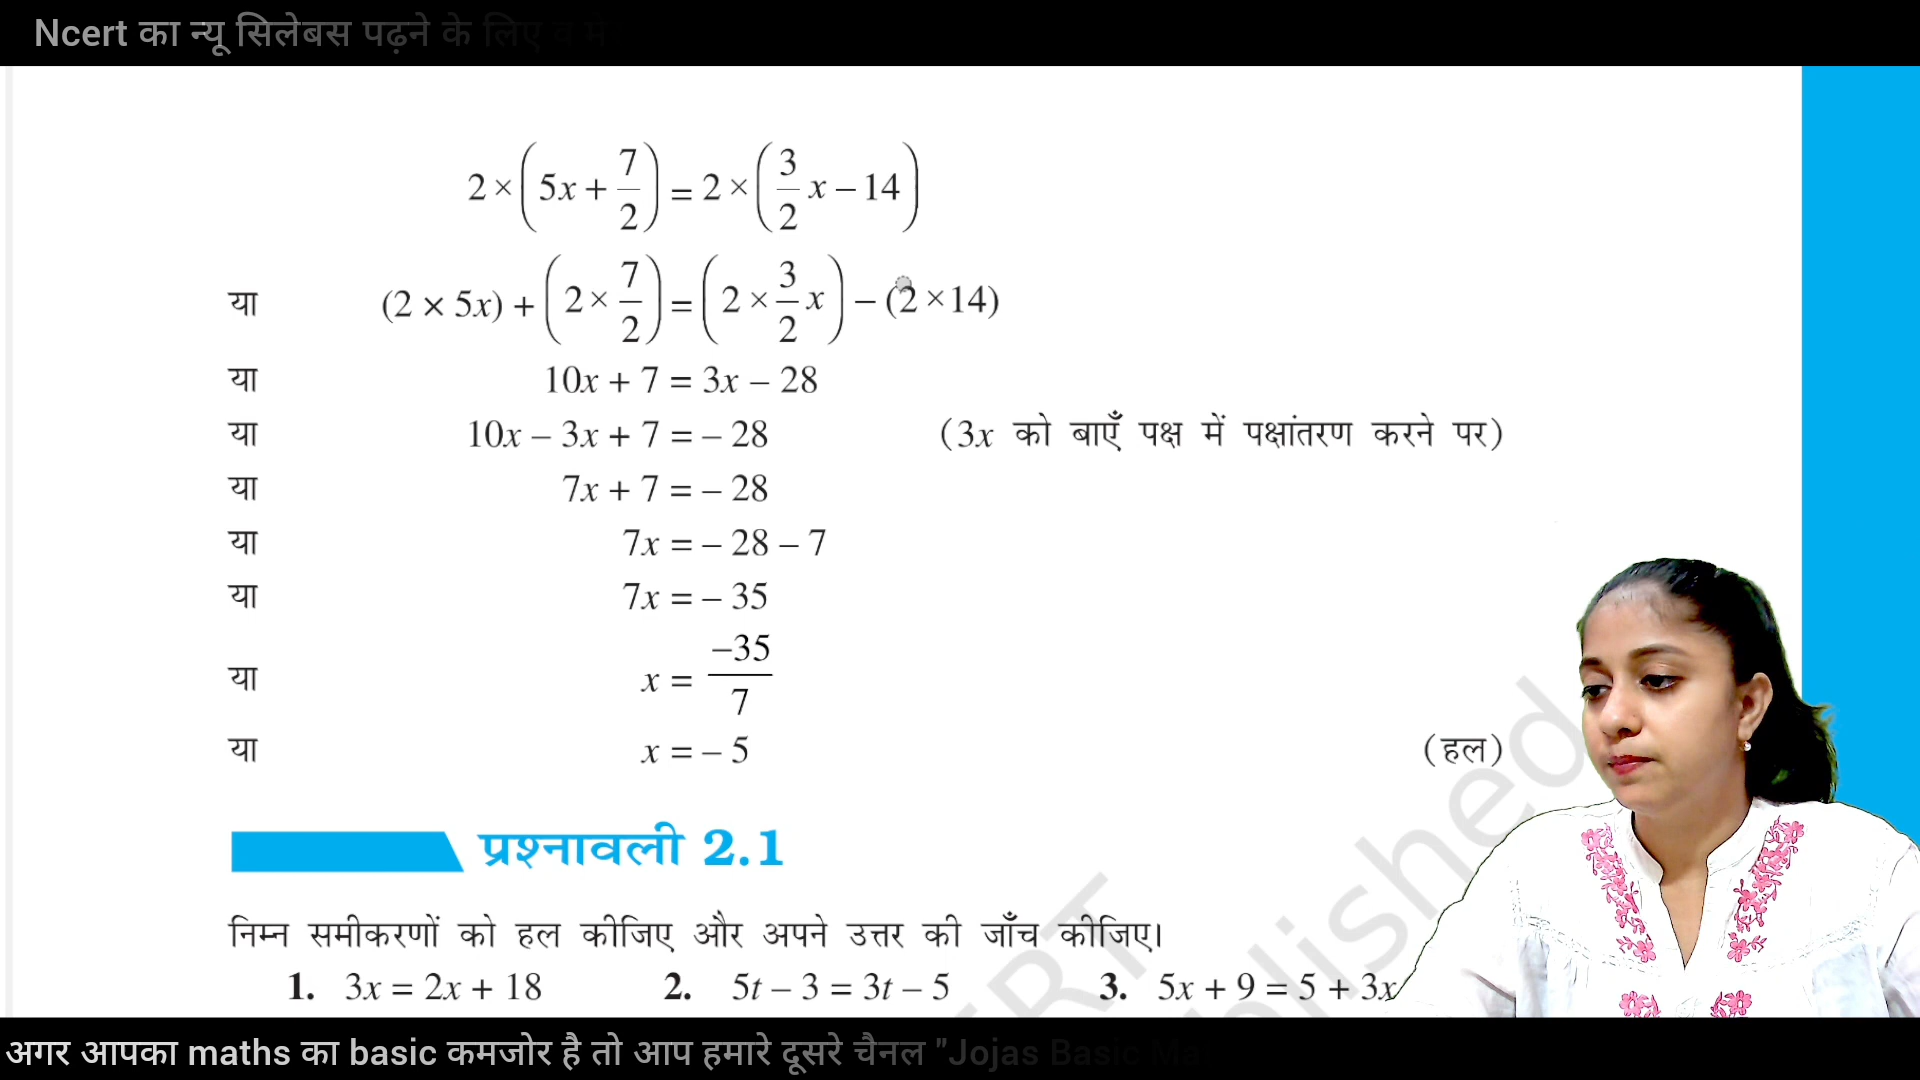 Ncert का न्यू सिलेबस पढ़ने के लिए व मे
2 × (5x + 7/2) = 2 × (3/2 x – 14)
या (2 × 5x) + (2 × 7/2) = (2 × 3/2 x) – (2 × 14)
या 10x + 7 = 3x – 28
या 10x – 3x + 7 = – 28 (3x को बाएँ पक्ष में पक्षांतरण करने पर)
या 7x + 7 = – 28
या 7x = – 28 – 7
या 7x = – 35
या x = –35/7
या x = – 5 (हल)
प्रश्नावली 2.1
निम्न समीकरणों को हल कीजिए और अपने उत्तर की जाँच कीजिए।
1. 3x = 2x + 18 2. 5t – 3 = 3t – 5 3. 5x + 9 = 5 + 3x
अगर आपका maths का basic कमजोर है तो आप हमारे दूसरे चैनल "Jojas Basic Ma